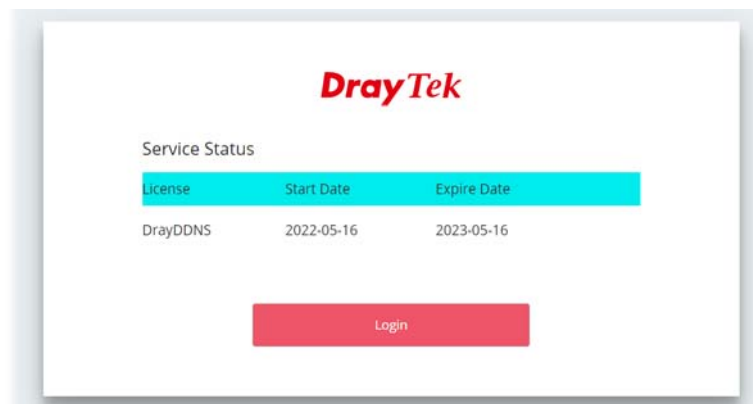 DrayTek
Service Status
License Start Date Expire Date
DrayDDNS 2022-05-16 2023-05-16
Login